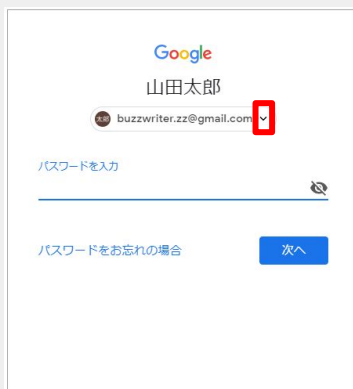 Google
山田太郎
太郎 buzzwriter.zz@gmail.com
パスワードを入力
パスワードをお忘れの場合 次へ